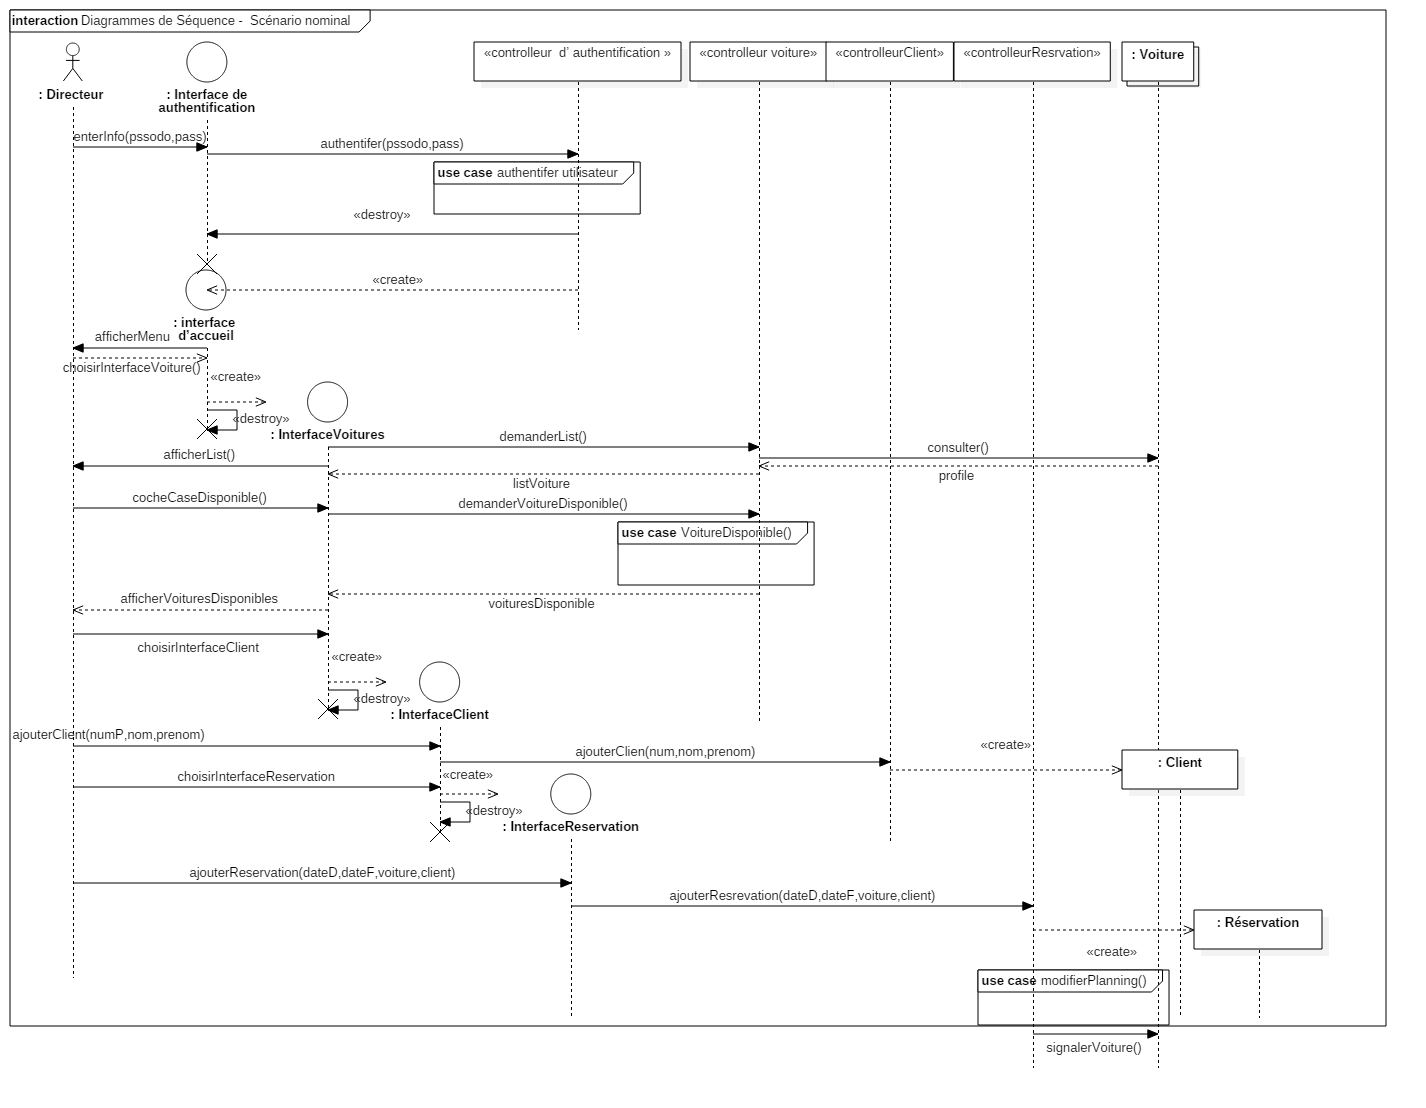 interaction Diagrammes de Séquence -  Scénario nominal
«controlleur  d’ authentification »
«controlleur voiture»
«controlleurClient»
«controlleurResrvation»
: Voiture
: Directeur
: Interface de
authentification
enterInfo(pssodo,pass)
authentifer(pssodo,pass)
use case authentifer utilisateur
«destroy»
«create»
: interface
d’accueil
afficherMenu
choisirInterfaceVoiture()
«create»
«destroy»
: InterfaceVoitures
demanderList()
consulter()
afficherList()
listVoiture
profile
cocheCaseDisponible()
demanderVoitureDisponible()
use case VoitureDisponible()
afficherVoituresDisponibles
voituresDisponible
choisirInterfaceClient
«create»
«destroy»
: InterfaceClient
ajouterClient(numP,nom,prenom)
ajouterClien(num,nom,prenom)
«create»
: Client
choisirInterfaceReservation
«create»
«destroy»
: InterfaceReservation
ajouterReservation(dateD,dateF,voiture,client)
ajouterResrevation(dateD,dateF,voiture,client)
: Réservation
«create»
use case modifierPlanning()
signalerVoiture()